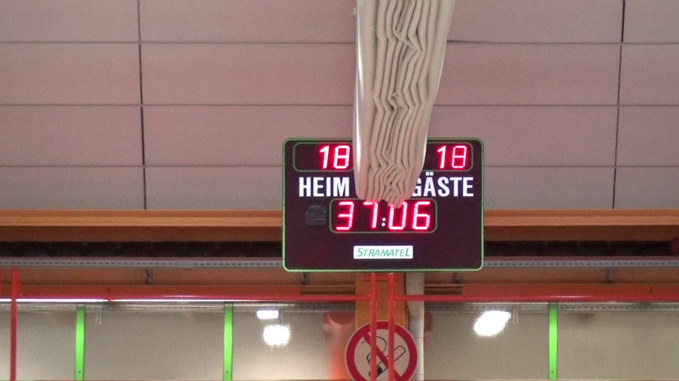 18 18
HEIM GÄSTE
37:06
STRAMATEL